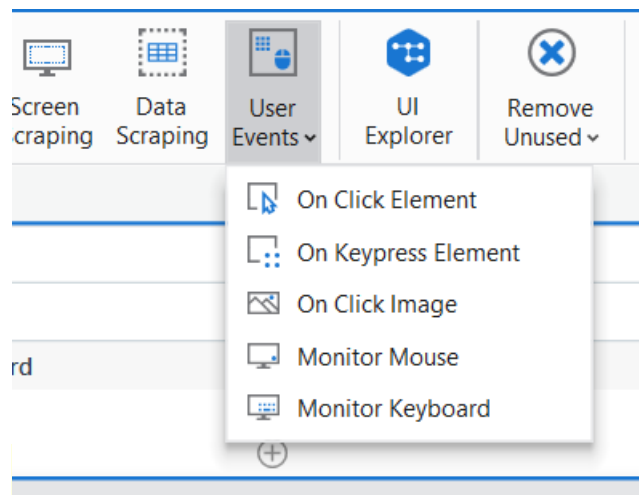 Screen
Scraping
Data
Scraping
User
Events
UI
Explorer
Remove
Unused
On Click Element
On Keypress Element
On Click Image
Monitor Mouse
Monitor Keyboard
rd